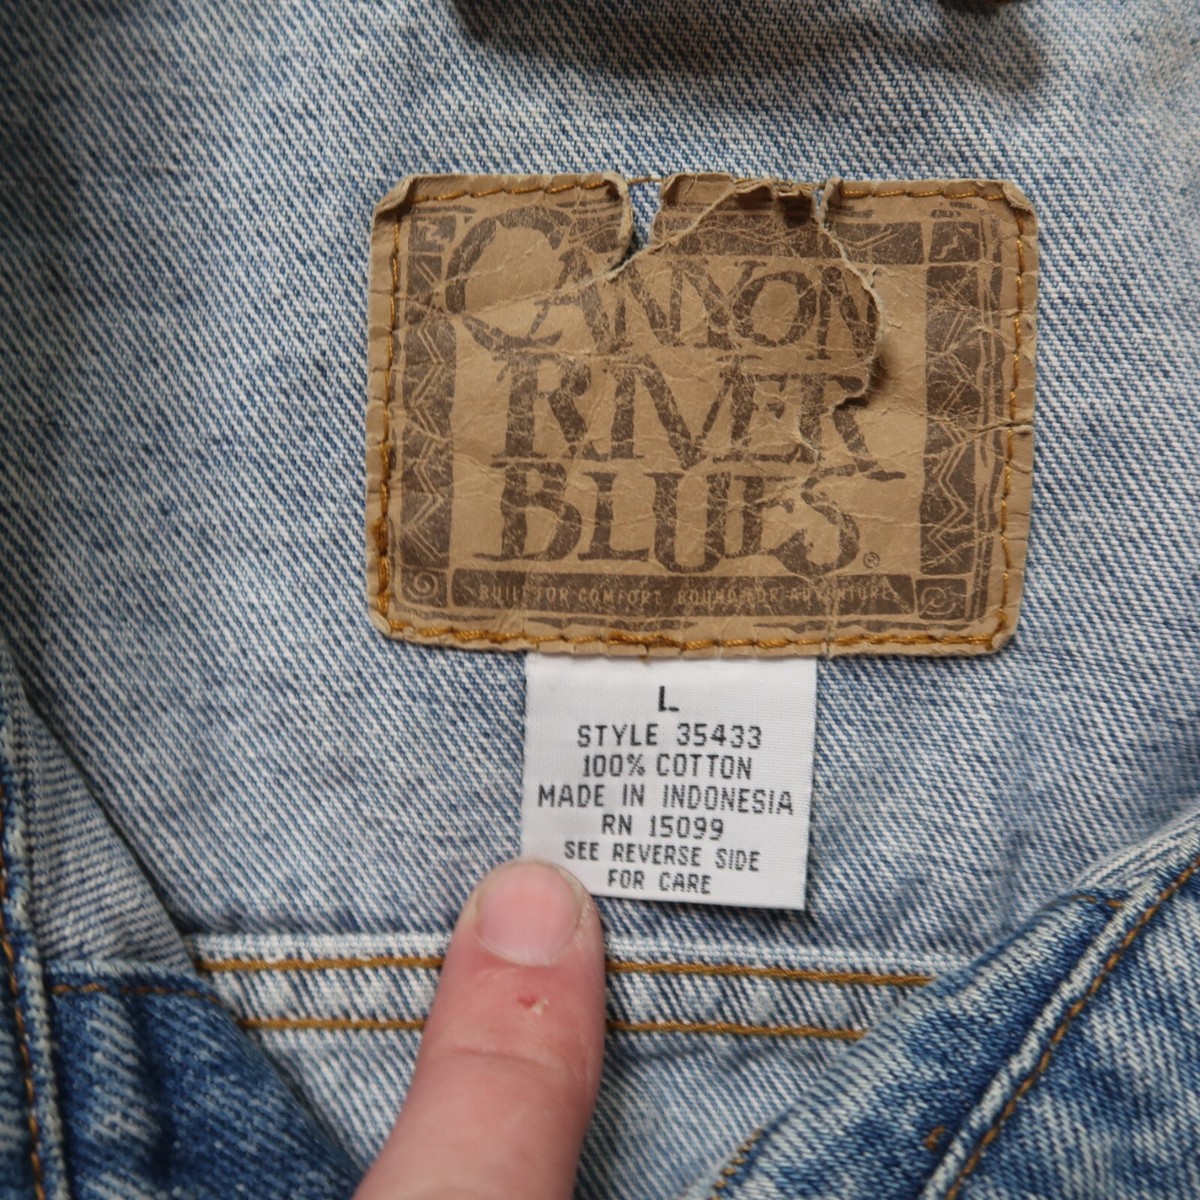 CANYON
RIVER
BLUES®
BUILT FOR COMFORT. BOUND FOR ADVENTURE.
L
STYLE 35433
100% COTTON
MADE IN INDONESIA
RN 15099
SEE REVERSE SIDE
FOR CARE